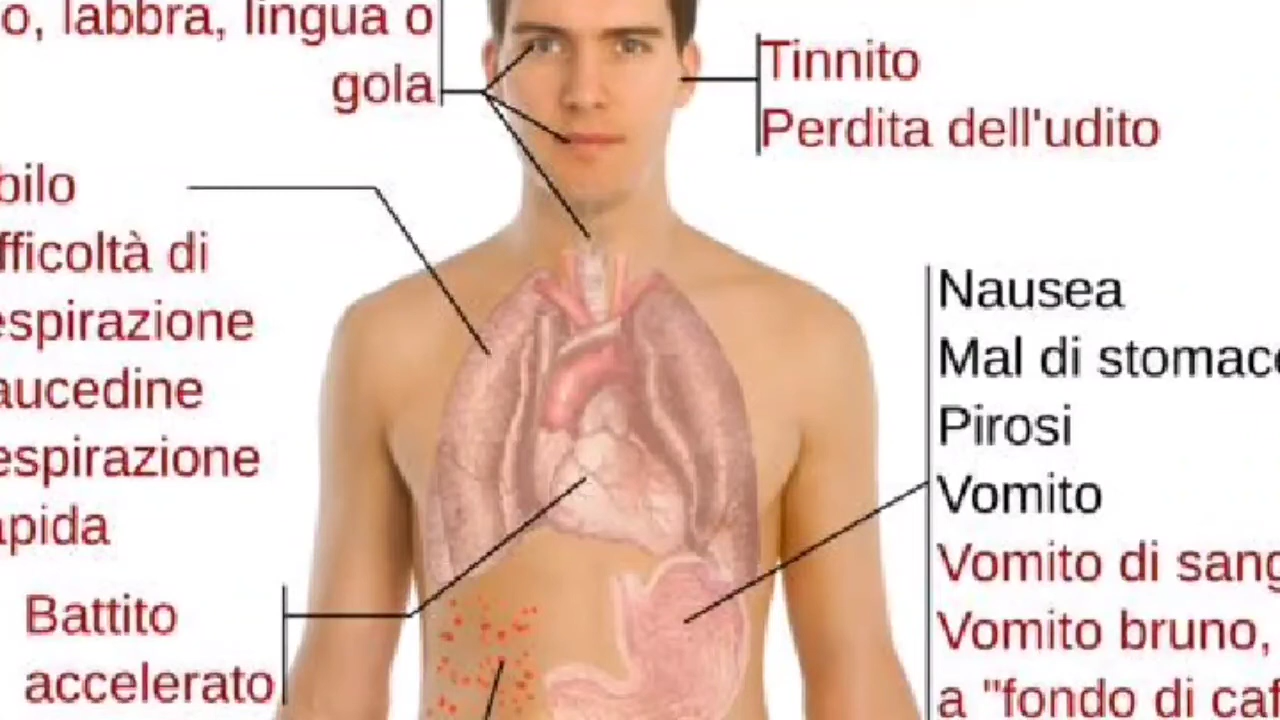 o, labbra, lingua o
gola
bilo
fficoltà di
espirazione
aucedine
espirazione
apida
Battito
accelerato
Tinnito
Perdita dell'udito
Nausea
Mal di stomaco
Pirosi
Vomito
Vomito di sang
Vomito bruno,
a "fondo di caf